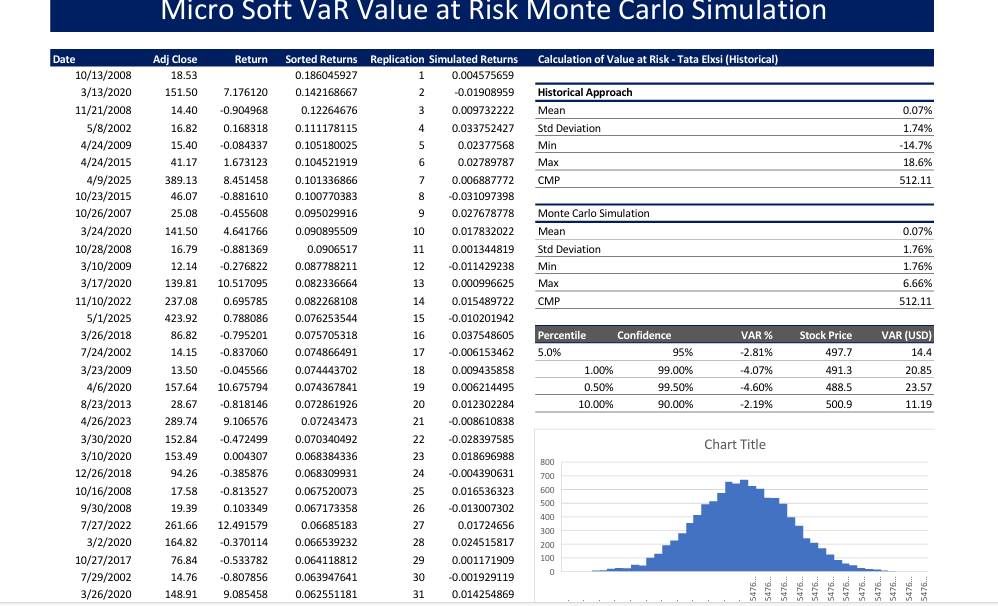 Micro Soft VaR Value at Risk Monte Carlo Simulation
Date Adj Close Return Sorted Returns Replication Simulated Returns
10/13/2008 18.53 0.186045927 1 0.004575659
3/13/2020 151.50 7.176120 0.142168667 2 -0.01908959
11/21/2008 14.40 -0.904968 0.12264676 3 0.009732222
5/8/2002 16.82 0.168318 0.111178115 4 0.033752427
4/24/2009 15.40 -0.084337 0.105180025 5 0.02377568
4/24/2015 41.17 1.673123 0.104521919 6 0.02789787
4/9/2025 389.13 8.451458 0.101336866 7 0.006887772
10/23/2015 46.07 -0.881610 0.100770383 8 -0.031097398
10/26/2007 25.08 -0.455608 0.095029916 9 0.027678778
3/24/2020 141.50 4.641766 0.090895509 10 0.017832022
10/28/2008 16.79 -0.881369 0.0906517 11 0.001344819
3/10/2009 12.14 -0.276822 0.087788211 12 -0.011429238
3/17/2020 139.81 10.517095 0.082336664 13 0.000996625
11/10/2022 237.08 0.695785 0.082268108 14 0.015489722
5/1/2025 423.92 0.788086 0.076253544 15 -0.010201942
3/26/2018 86.82 -0.795201 0.075705318 16 0.037548605
7/24/2002 14.15 -0.837060 0.074866491 17 -0.006153462
3/23/2009 13.50 -0.045566 0.074443702 18 0.009435858
4/6/2020 157.64 10.675794 0.074367841 19 0.006214495
8/23/2013 28.67 -0.818146 0.072861926 20 0.012302284
4/26/2023 289.74 9.106576 0.07243473 21 -0.008610838
3/30/2020 152.84 -0.472499 0.070340492 22 -0.028397585
3/10/2020 153.49 0.004307 0.068384336 23 0.018696988
12/26/2018 94.26 -0.385876 0.068309931 24 -0.004390631
10/16/2008 17.58 -0.813527 0.067520073 25 0.016536323
9/30/2008 19.39 0.103349 0.067173358 26 -0.013007302
7/27/2022 261.66 12.491579 0.06685183 27 0.01724656
3/2/2020 164.82 -0.370114 0.066539232 28 0.024515817
10/27/2017 76.84 -0.533782 0.064118812 29 0.001171909
7/29/2002 14.76 -0.807856 0.063947641 30 -0.001929119
3/26/2020 148.91 9.085458 0.062551181 31 0.014254869
Calculation of Value at Risk - Tata Elxsi (Historical)
Historical Approach
Mean 0.07%
Std Deviation 1.74%
Min -14.7%
Max 18.6%
CMP 512.11
Monte Carlo Simulation
Mean 0.07%
Std Deviation 1.76%
Min 1.76%
Max 6.66%
CMP 512.11
Percentile Confidence VAR % Stock Price VAR (USD)
5.0% 95% -2.81% 497.7 14.4
1.00% 99.00% -4.07% 491.3 20.85
0.50% 99.50% -4.60% 488.5 23.57
10.00% 90.00% -2.19% 500.9 11.19
Chart Title
800
700
600
500
400
300
200
100
0
5476...
5476...
5476...
5476...
5476...
5476...
5476...
5476...
5476...
5476...
5476...
5476...